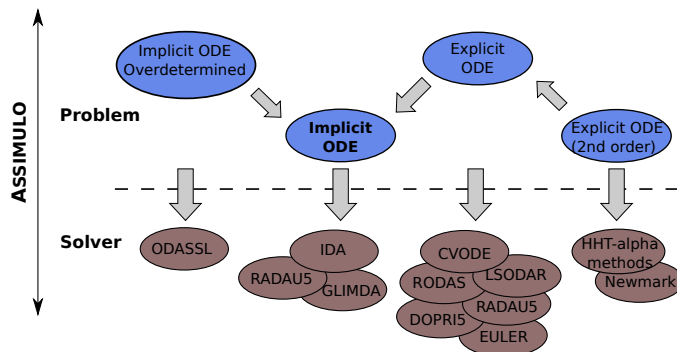 ASSIMULO
Problem
Implicit ODE
Overdetermined
Explicit
ODE
Implicit
ODE
Explicit ODE
(2nd order)
Solver
ODASSL
IDA
RADAU5
GLIMDA
CVODE
LSODAR
RODAS
RADAU5
DOPRI5
EULER
HHT-alpha
methods
Newmark